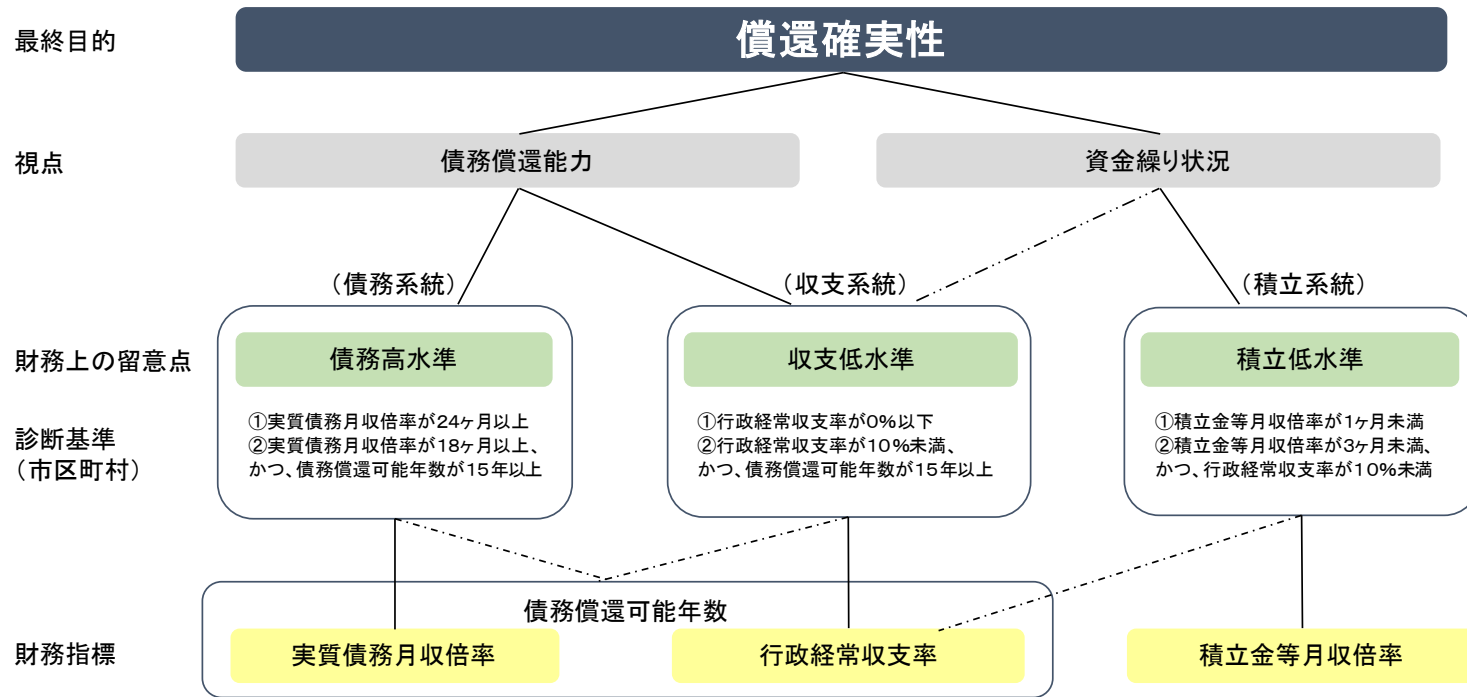 最終目的
償還確実性
視点
債務償還能力
資金繰り状況
（債務系統）
（収支系統）
（積立系統）
財務上の留意点
債務高水準
収支低水準
積立低水準
診断基準
（市区町村）
①実質債務月収倍率が24ヶ月以上
②実質債務月収倍率が18ヶ月以上、
かつ、債務償還可能年数が15年以上
①行政経常収支率が0%以下
②行政経常収支率が10%未満、
かつ、債務償還可能年数が15年以上
①積立金等月収倍率が1ヶ月未満
②積立金等月収倍率が3ヶ月未満、
かつ、行政経常収支率が10%未満
債務償還可能年数
財務指標
実質債務月収倍率
行政経常収支率
積立金等月収倍率